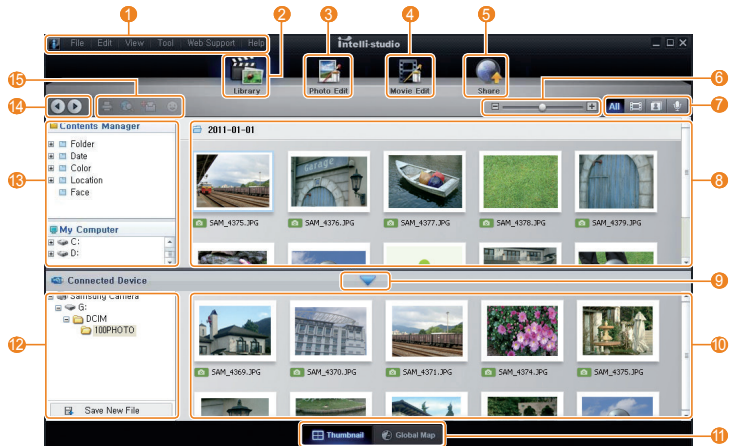 1
2
3
4
5
File Edit View Tool Web Support Help
intelli-studio
Library
Photo Edit
Movie Edit
Share
15
6
14
All
7
Contents Manager
2011-01-01
Folder
Date
Color
Location
Face
garage
13
8
SAM_4375.JPG
SAM_4376.JPG
SAM_4377.JPG
SAM_4378.JPG
SAM_4379.JPG
My Computer
C:
D:
Connected Device
9
Samsung Camera
G:
DCIM
100PHOTO
12
10
SAM_4369.JPG
SAM_4370.JPG
SAM_4371.JPG
SAM_4374.JPG
SAM_4375.JPG
Save New File
Thumbnail
Global Map
11